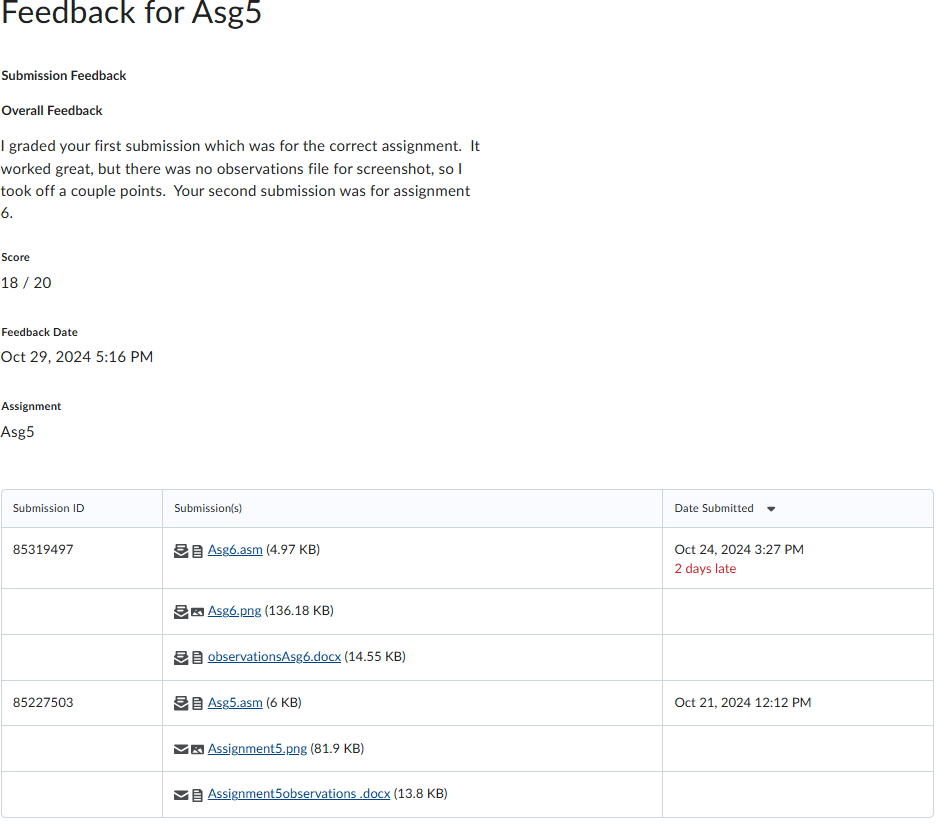 Feedback for Asg5
Submission Feedback
Overall Feedback
I graded your first submission which was for the correct assignment.  It
worked great, but there was no observations file for screenshot, so I
took off a couple points.  Your second submission was for assignment
6.
Score
18 / 20
Feedback Date
Oct 29, 2024 5:16 PM
Assignment
Asg5
Submission ID Submission(s) Date Submitted
85319497 Asg6.asm (4.97 KB) Oct 24, 2024 3:27 PM
2 days late
Asg6.png (136.18 KB)
observationsAsg6.docx (14.55 KB)
85227503 Asg5.asm (6 KB) Oct 21, 2024 12:12 PM
Assignment5.png (81.9 KB)
Assignment5observations .docx (13.8 KB)